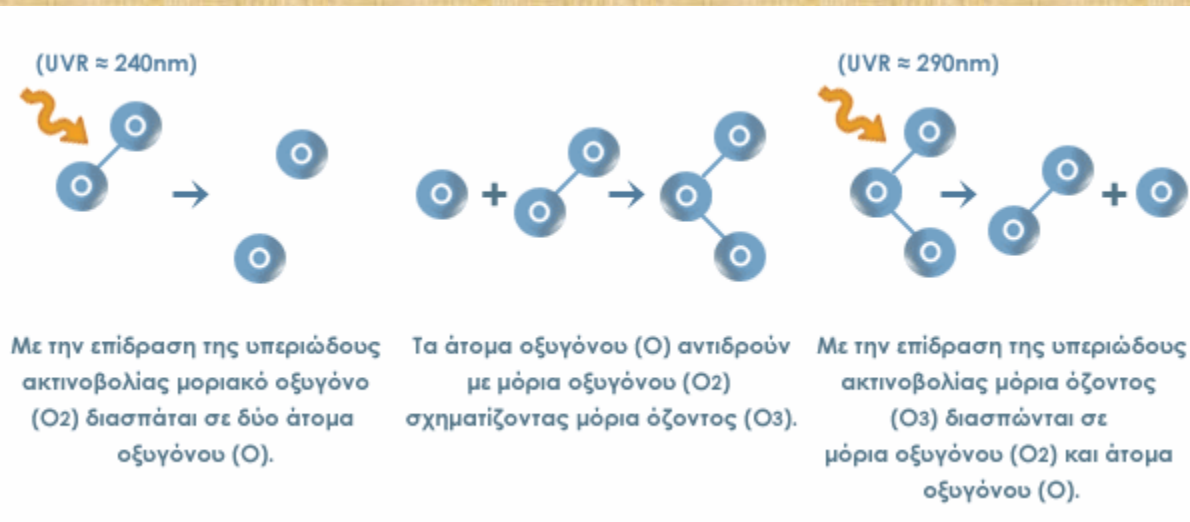 (UVR ≈ 240nm)
O
O
O
O
Με την επίδραση της υπεριώδους
ακτινοβολίας μοριακό οξυγόνο
(O2) διασπάται σε δύο άτομα
οξυγόνου (O).
O + O
O
→
O
O
O
Τα άτομα οξυγόνου (O) αντιδρούν
με μόρια οξυγόνου (O2)
σχηματίζοντας μόρια όζοντος (O3).
(UVR ≈ 290nm)
O
O
O
→
O
O
+ O
Με την επίδραση της υπεριώδους
ακτινοβολίας μόρια όζοντος
(O3) διασπώνται σε
μόρια οξυγόνου (O2) και άτομα
οξυγόνου (O).